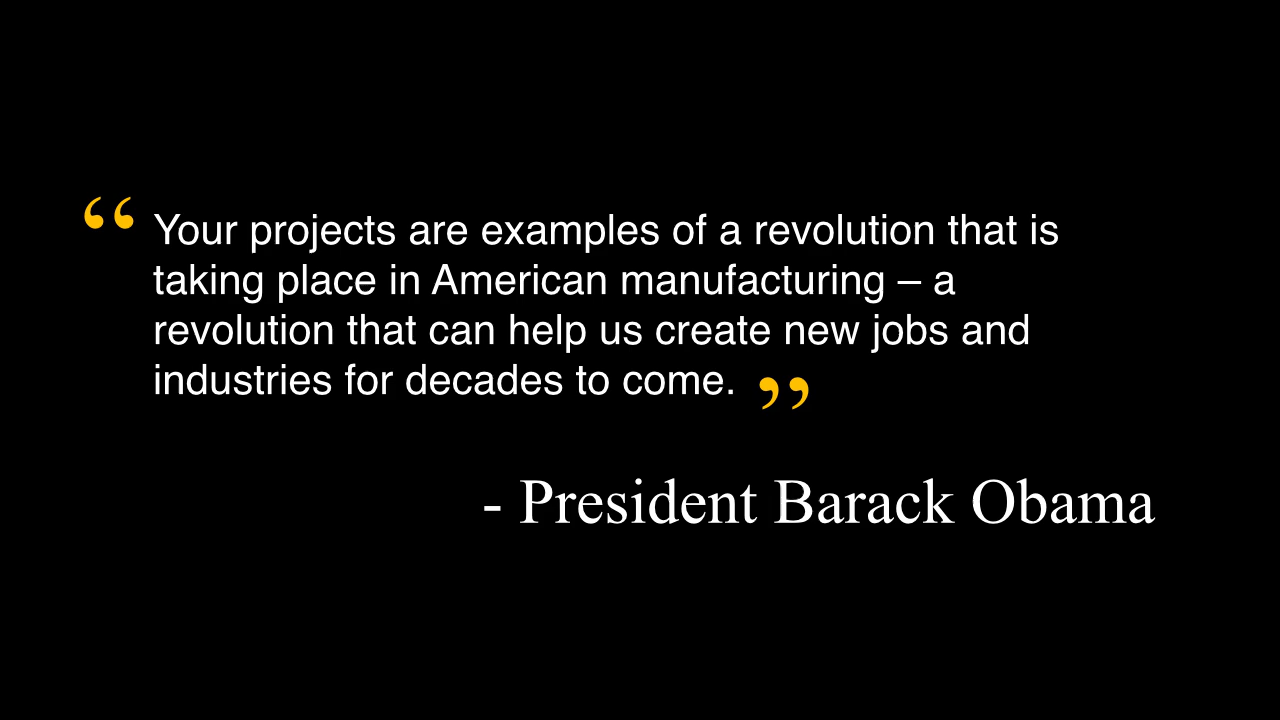 “ Your projects are examples of a revolution that is
taking place in American manufacturing – a
revolution that can help us create new jobs and
industries for decades to come. ”
- President Barack Obama